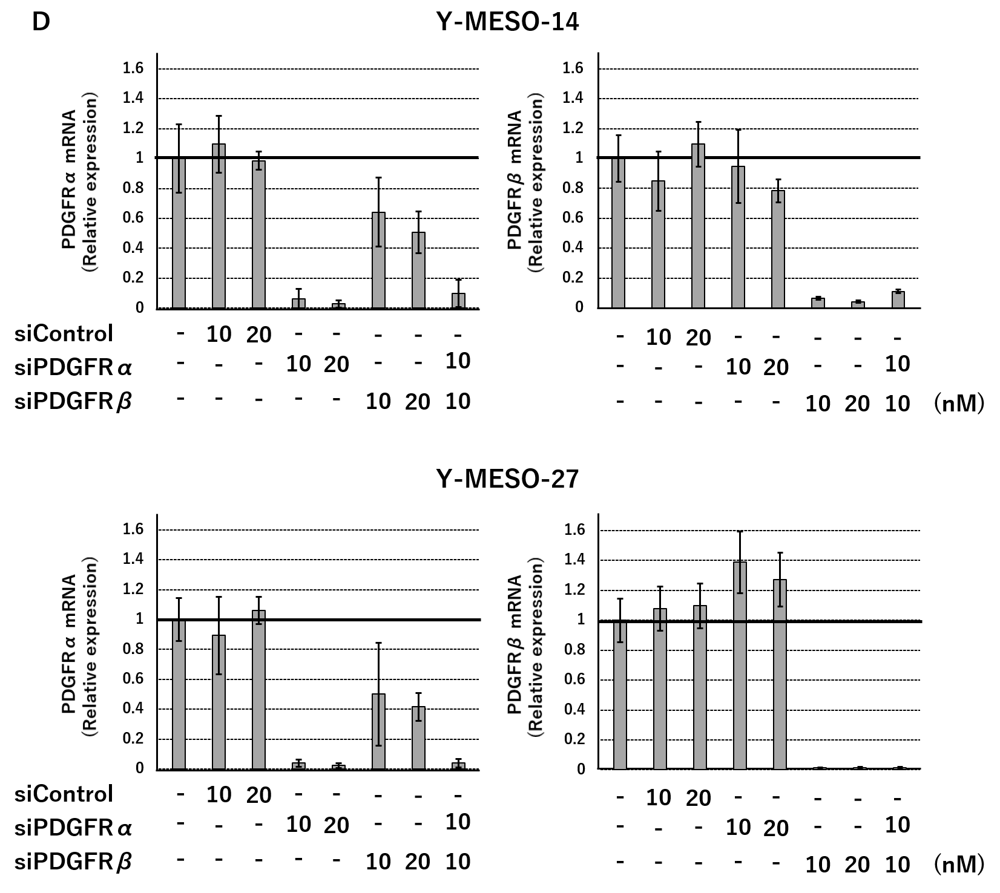 D
Y-MESO-14
PDGFRα mRNA
(Relative expression)
1.6
1.4
1.2
1
0.8
0.6
0.4
0.2
0
PDGFRβ mRNA
(Relative expression)
1.6
1.4
1.2
1
0.8
0.6
0.4
0.2
0
siControl - 10 20 - - - - - - 10 20 - - - - -
siPDGFRα - - - 10 20 - - 10 - - - 10 20 - - 10
siPDGFRβ - - - - - 10 20 10 - - - - - 10 20 10 (nM)
Y-MESO-27
PDGFRα mRNA
(Relative expression)
1.6
1.4
1.2
1
0.8
0.6
0.4
0.2
0
PDGFRβ mRNA
(Relative expression)
1.6
1.4
1.2
1
0.8
0.6
0.4
0.2
0
siControl - 10 20 - - - - - - 10 20 - - - - -
siPDGFRα - - - 10 20 - - 10 - - - 10 20 - - 10
siPDGFRβ - - - - - 10 20 10 - - - - - 10 20 10 (nM)